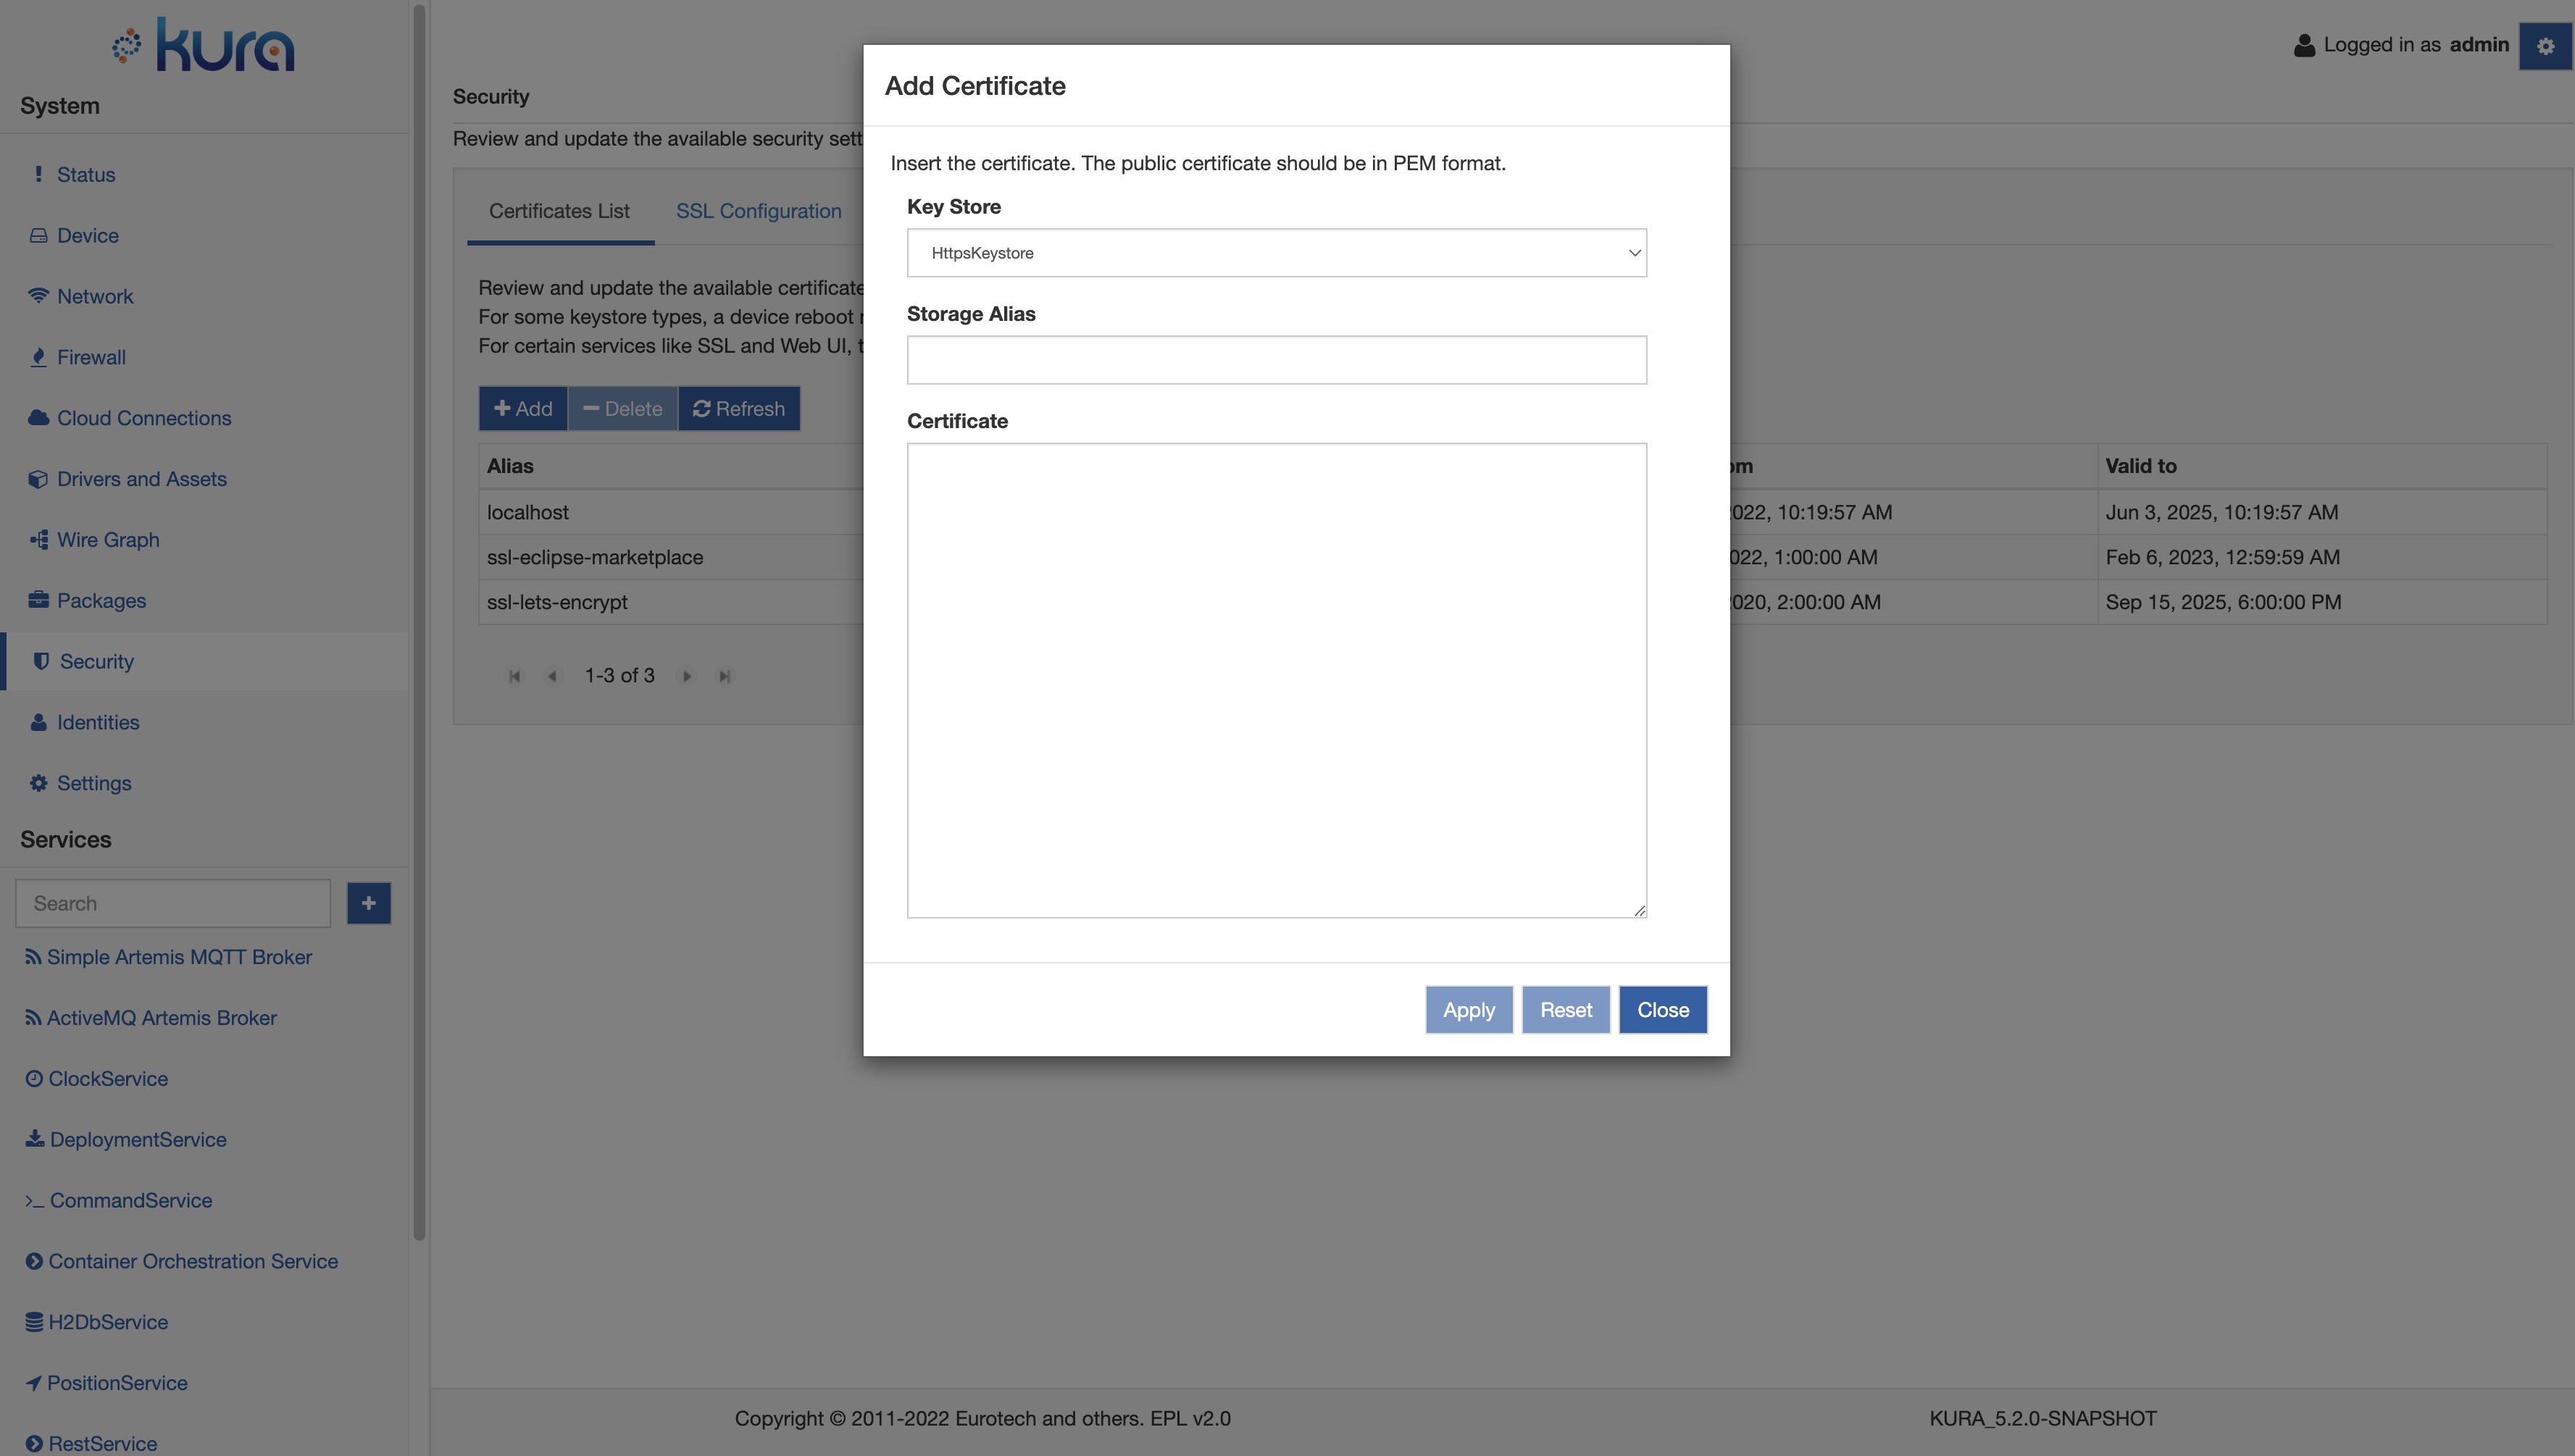 kura
System
Status
Device
Network
Firewall
Cloud Connections
Drivers and Assets
Wire Graph
Packages
Security
Identities
Settings
Services
Search
Simple Artemis MQTT Broker
ActiveMQ Artemis Broker
ClockService
DeploymentService
CommandService
Container Orchestration Service
H2DbService
PositionService
RestService
Logged in as admin
Security
Review and update the available security sett
Certificates List SSL Configuration
Review and update the available certificate
For some keystore types, a device reboot
For certain services like SSL and Web UI, t
Add Delete Refresh
Alias om Valid to
localhost 022, 10:19:57 AM Jun 3, 2025, 10:19:57 AM
ssl-eclipse-marketplace 022, 1:00:00 AM Feb 6, 2023, 12:59:59 AM
ssl-lets-encrypt 2020, 2:00:00 AM Sep 15, 2025, 6:00:00 PM
1-3 of 3
Add Certificate
Insert the certificate. The public certificate should be in PEM format.
Key Store
HttpsKeystore
Storage Alias
Certificate
Apply Reset Close
Copyright © 2011-2022 Eurotech and others. EPL v2.0 KURA_5.2.0-SNAPSHOT